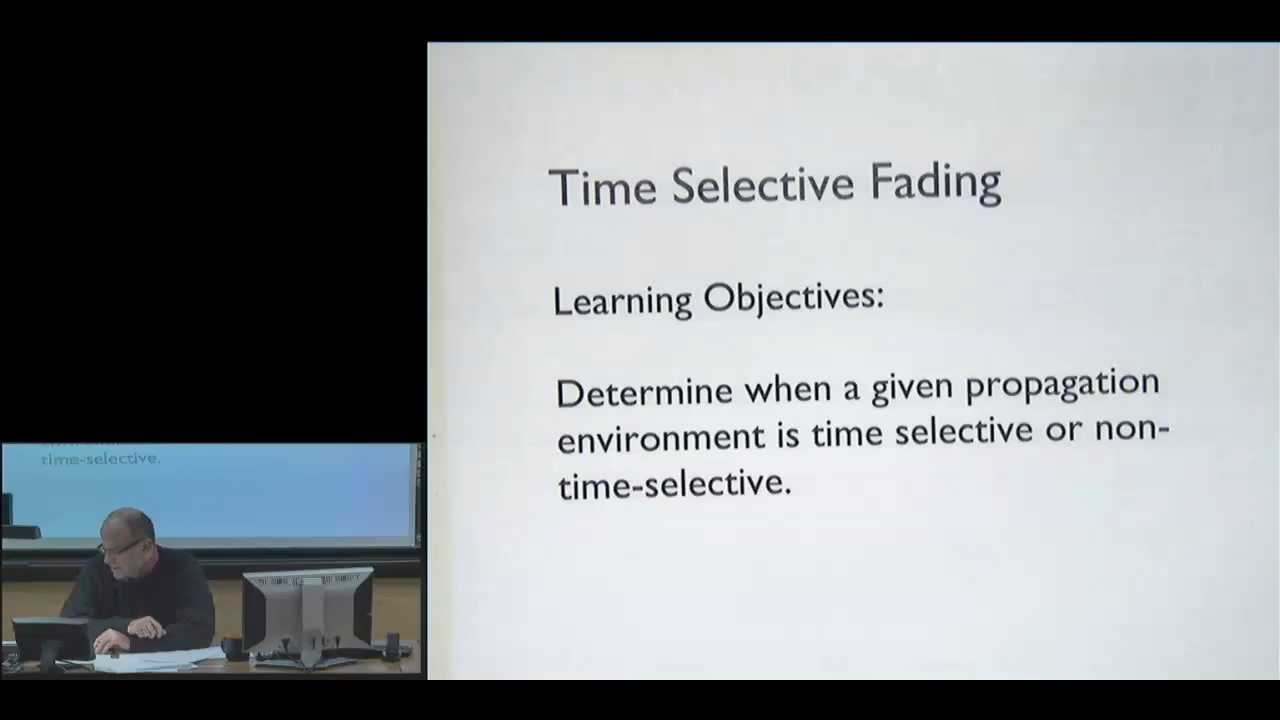 Time Selective Fading
Learning Objectives:
Determine when a given propagation
environment is time selective or non-
time-selective.
time-selective.